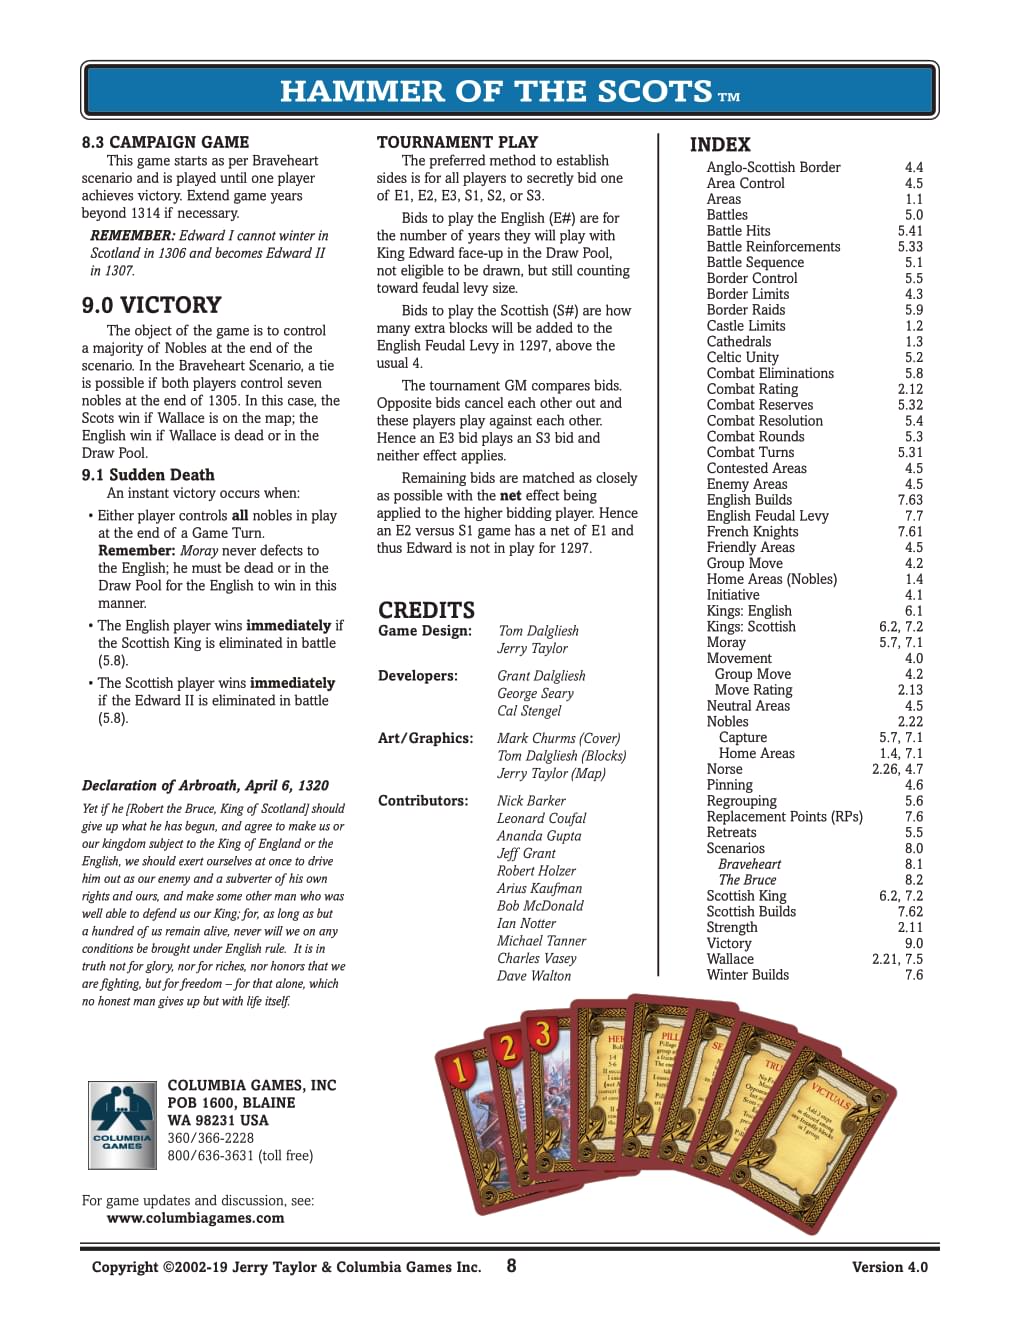 HAMMER OF THE SCOTS TM
8.3 CAMPAIGN GAME
This game starts as per Braveheart
scenario and is played until one player
achieves victory. Extend game years
beyond 1314 if necessary.
REMEMBER: Edward I cannot winter in
Scotland in 1306 and becomes Edward II
in 1307.
9.0 VICTORY
The object of the game is to control
a majority of Nobles at the end of the
scenario. In the Braveheart Scenario, a tie
is possible if both players control seven
nobles at the end of 1305. In this case, the
Scots win if Wallace is on the map; the
English win if Wallace is dead or in the
Draw Pool.
9.1 Sudden Death
An instant victory occurs when:
• Either player controls all nobles in play
at the end of a Game Turn.
Remember: Moray never defects to
the English; he must be dead or in the
Draw Pool for the English to win in this
manner.
• The English player wins immediately if
the Scottish King is eliminated in battle
(5.8).
• The Scottish player wins immediately
if the Edward II is eliminated in battle
(5.8).
Declaration of Arbroath, April 6, 1320
Yet if he [Robert the Bruce, King of Scotland] should
give up what he has begun, and agree to make us or
our kingdom subject to the King of England or the
English, we should exert ourselves at once to drive
him out as our enemy and a subverter of his own
rights and ours, and make some other man who was
well able to defend us our King; for, as long as but
a hundred of us remain alive, never will we on any
conditions be brought under English rule. It is in
truth not for glory, nor for riches, nor honors that we
are fighting, but for freedom – for that alone, which
no honest man gives up but with life itself.
COLUMBIA
GAMES
COLUMBIA GAMES, INC
POB 1600, BLAINE
WA 98231 USA
360/366-2228
800/636-3631 (toll free)
For game updates and discussion, see:
www.columbiagames.com
TOURNAMENT PLAY
The preferred method to establish
sides is for all players to secretly bid one
of E1, E2, E3, S1, S2, or S3.
Bids to play the English (E#) are for
the number of years they will play with
King Edward face-up in the Draw Pool,
not eligible to be drawn, but still counting
toward feudal levy size.
Bids to play the Scottish (S#) are how
many extra blocks will be added to the
English Feudal Levy in 1297, above the
usual 4.
The tournament GM compares bids.
Opposite bids cancel each other out and
these players play against each other.
Hence an E3 bid plays an S3 bid and
neither effect applies.
Remaining bids are matched as closely
as possible with the net effect being
applied to the higher bidding player. Hence
an E2 versus S1 game has a net of E1 and
thus Edward is not in play for 1297.
CREDITS
Game Design: Tom Dalgliesh
Jerry Taylor
Developers: Grant Dalgliesh
George Seary
Cal Stengel
Art/Graphics: Mark Churms (Cover)
Tom Dalgliesh (Blocks)
Jerry Taylor (Map)
Contributors: Nick Barker
Leonard Coufal
Ananda Gupta
Jeff Grant
Robert Holzer
Arius Kaufman
Bob McDonald
Ian Notter
Michael Tanner
Charles Vasey
Dave Walton
INDEX
Anglo-Scottish Border 4.4
Area Control 4.5
Areas 1.1
Battles 5.0
Battle Hits 5.41
Battle Reinforcements 5.33
Battle Sequence 5.1
Border Control 5.5
Border Limits 4.3
Border Raids 5.9
Castle Limits 1.2
Cathedrals 1.3
Celtic Unity 5.2
Combat Eliminations 5.8
Combat Rating 2.12
Combat Reserves 5.32
Combat Resolution 5.4
Combat Rounds 5.3
Combat Turns 5.31
Contested Areas 4.5
Enemy Areas 4.5
English Builds 7.63
English Feudal Levy 7.7
French Knights 7.61
Friendly Areas 4.5
Group Move 4.2
Home Areas (Nobles) 1.4
Initiative 4.1
Kings: English 6.1
Kings: Scottish 6.2, 7.2
Moray 5.7, 7.1
Movement 4.0
Group Move 4.2
Move Rating 2.13
Neutral Areas 4.5
Nobles 2.22
Capture 5.7, 7.1
Home Areas 1.4, 7.1
Norse 2.26, 4.7
Pinning 4.6
Regrouping 5.6
Replacement Points (RPs) 7.6
Retreats 5.5
Scenarios 8.0
Braveheart 8.1
The Bruce 8.2
Scottish King 6.2, 7.2
Scottish Builds 7.62
Strength 2.11
Victory 9.0
Wallace 2.21, 7.5
Winter Builds 7.6
1
2
3
VICTUALS
Add 3 steps
as desired among
any friendly blocks
in 1 group.
Copyright ©2002-19 Jerry Taylor & Columbia Games Inc. 8 Version 4.0